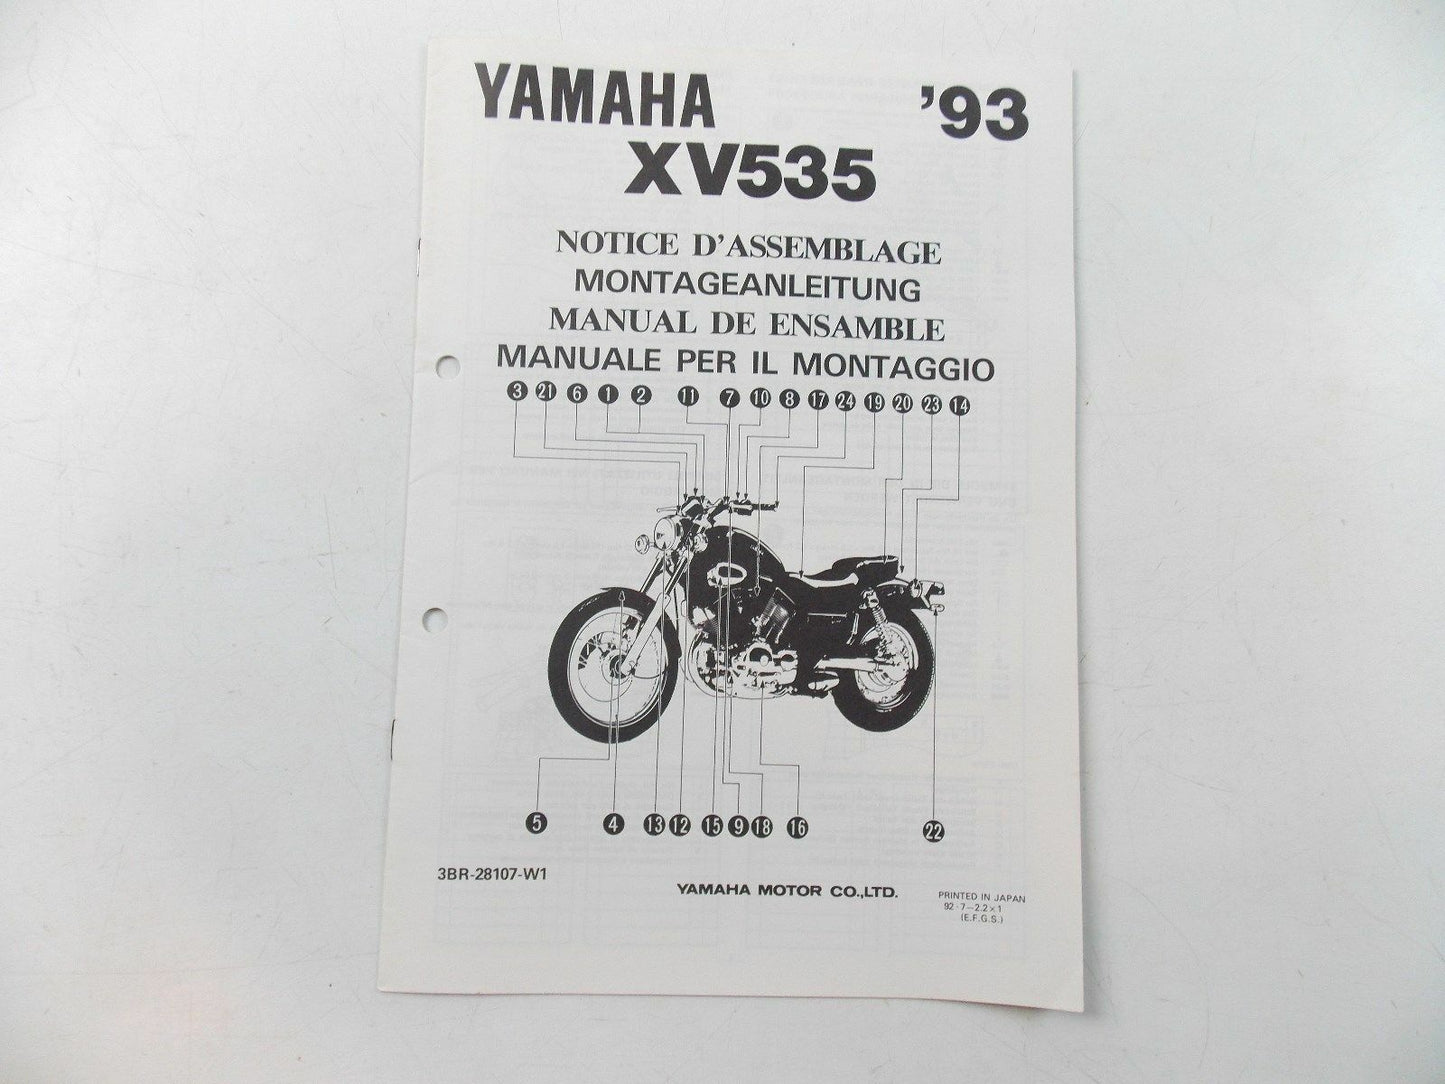 YAMAHA '93
XV535
NOTICE D'ASSEMBLAGE
MONTAGEANLEITUNG
MANUAL DE ENSAMBLE
MANUALE PER IL MONTAGGIO
3 21 6 1 2 11 7 10 8 17 24 19 20 23 14
5 4 13 12 15 9 18 16 22
3BR-28107-W1
YAMAHA MOTOR CO.,LTD.
PRINTED IN JAPAN
92·7-2.2×1
(E.F.G.S.)